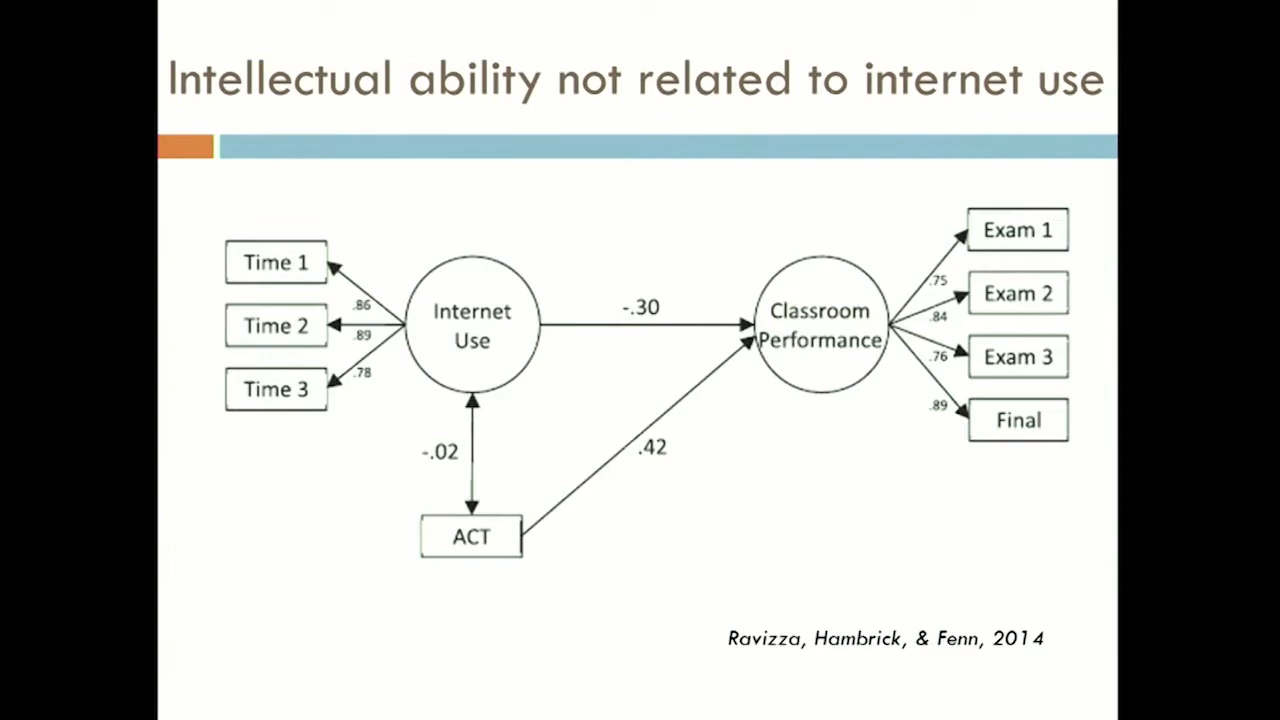 Intellectual ability not related to internet use
Time 1
Time 2
Time 3
.86
.89
.78
Internet
Use
-.30
Classroom
Performance
.75
.84
.76
.89
Exam 1
Exam 2
Exam 3
Final
-.02
.42
ACT
Ravizza, Hambrick, & Fenn, 2014